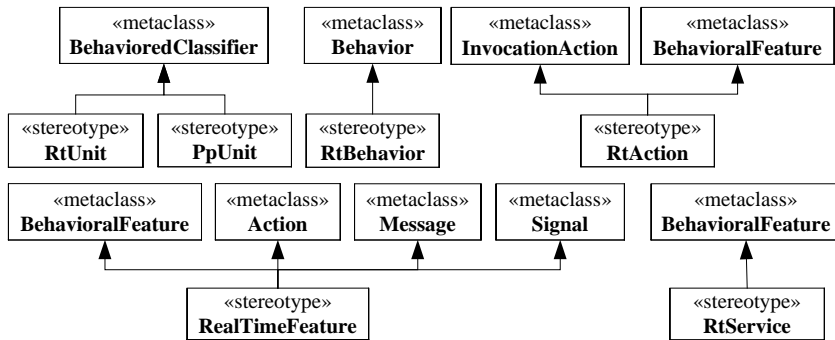 «metaclass»
BehavioredClassifier
«metaclass»
Behavior
«metaclass»
InvocationAction
«metaclass»
BehavioralFeature
«stereotype»
RtUnit
«stereotype»
PpUnit
«stereotype»
RtBehavior
«stereotype»
RtAction
«metaclass»
BehavioralFeature
«metaclass»
Action
«metaclass»
Message
«metaclass»
Signal
«metaclass»
BehavioralFeature
«stereotype»
RealTimeFeature
«stereotype»
RtService